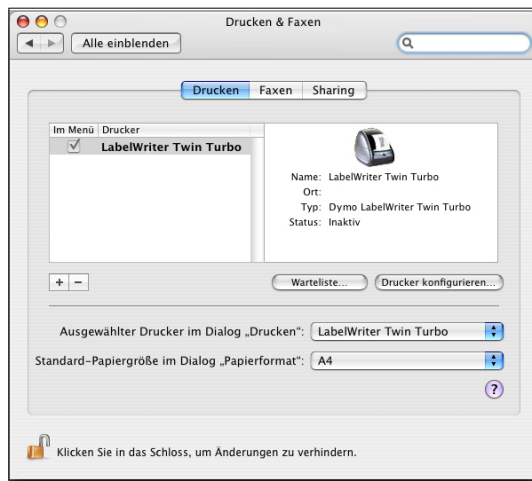 Drucken & Faxen
Alle einblenden
Drucken Faxen Sharing
Im Menü Drucker
LabelWriter Twin Turbo
Name: LabelWriter Twin Turbo
Ort:
Typ: Dymo LabelWriter Twin Turbo
Status: Inaktiv
+ −
Warteliste... Drucker konfigurieren...
Ausgewählter Drucker im Dialog „Drucken“: LabelWriter Twin Turbo
Standard-Papiergröße im Dialog „Papierformat“: A4
?
Klicken Sie in das Schloss, um Änderungen zu verhindern.